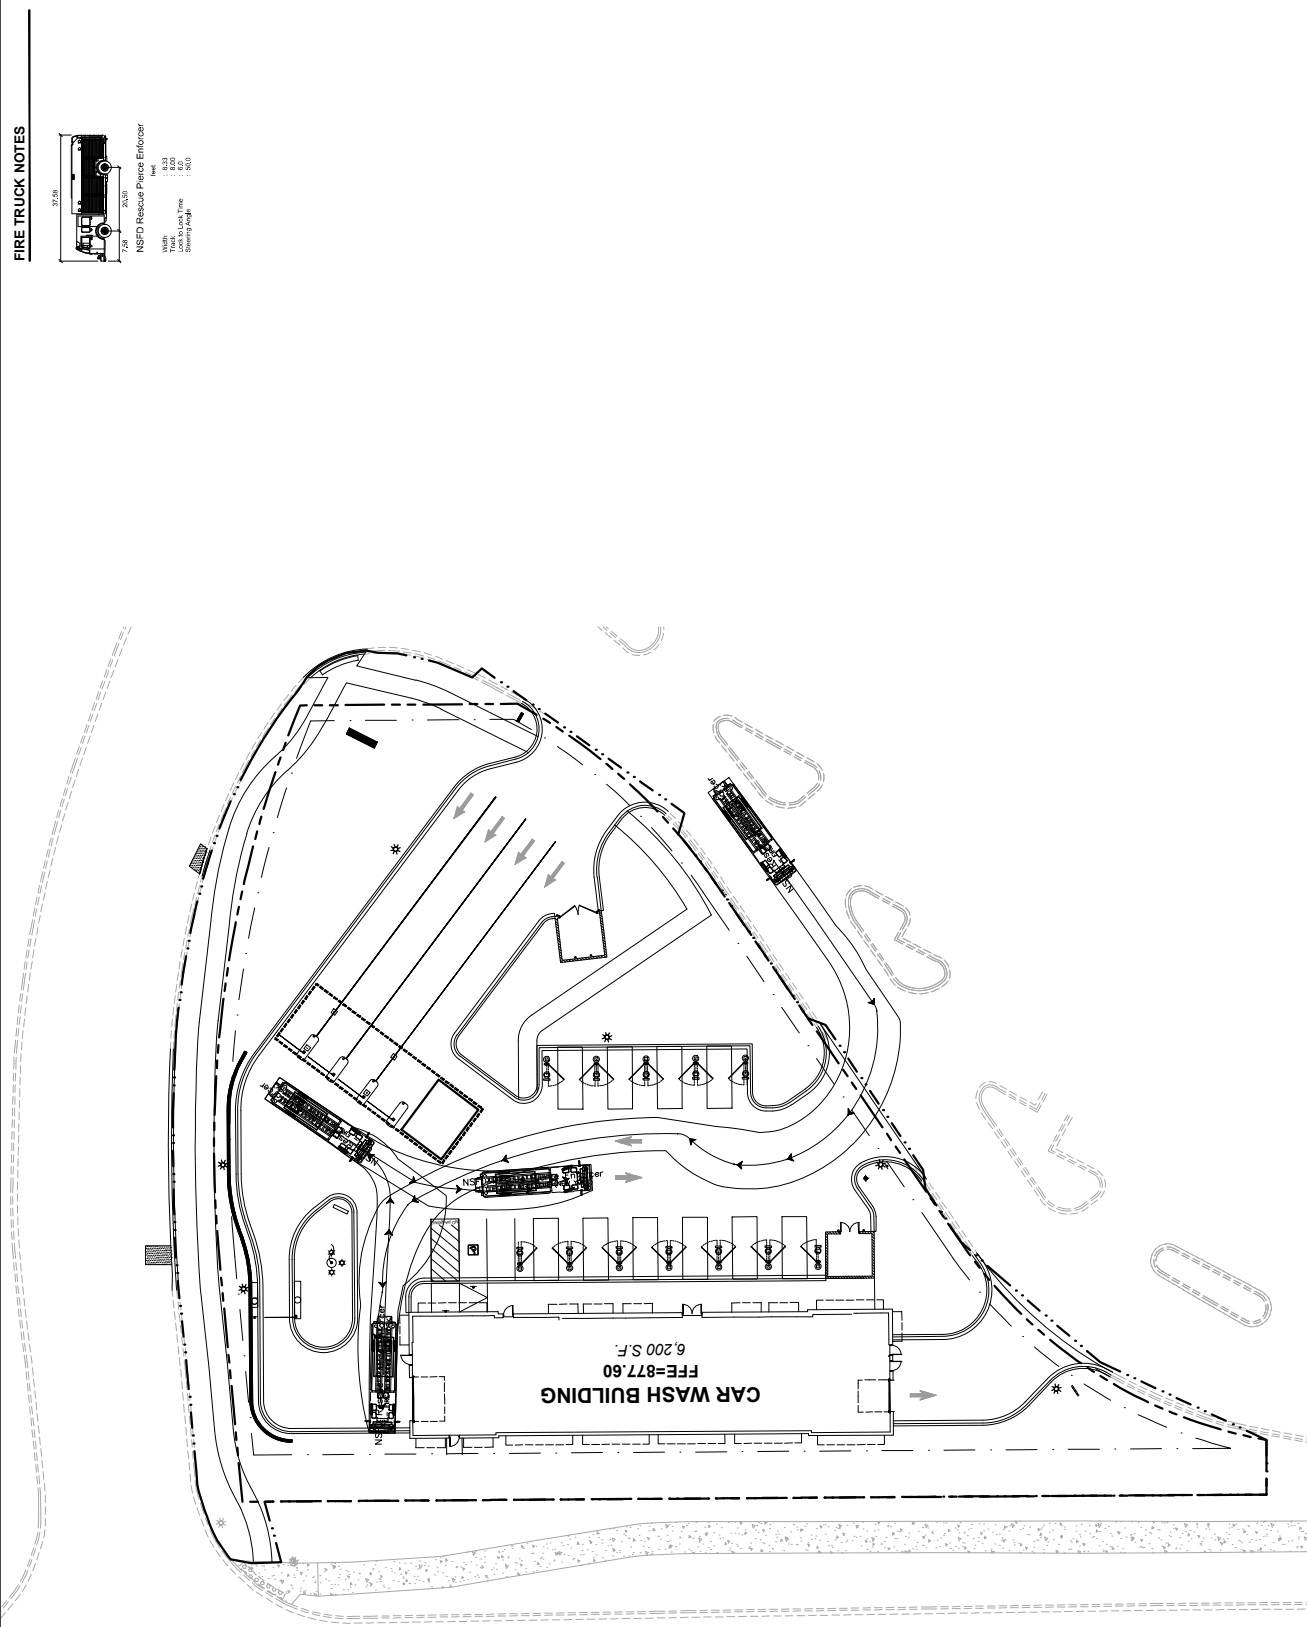 FIRE TRUCK NOTES
37.58
7.58
20.50
NSFD Rescue Pierce Enforcer
feet
Width : 8.33
Track : 8.00
Lock to Lock Time : 6.0
Steering Angle : 50.0
CAR WASH BUILDING
FFE=877.60
6,200 S.F.